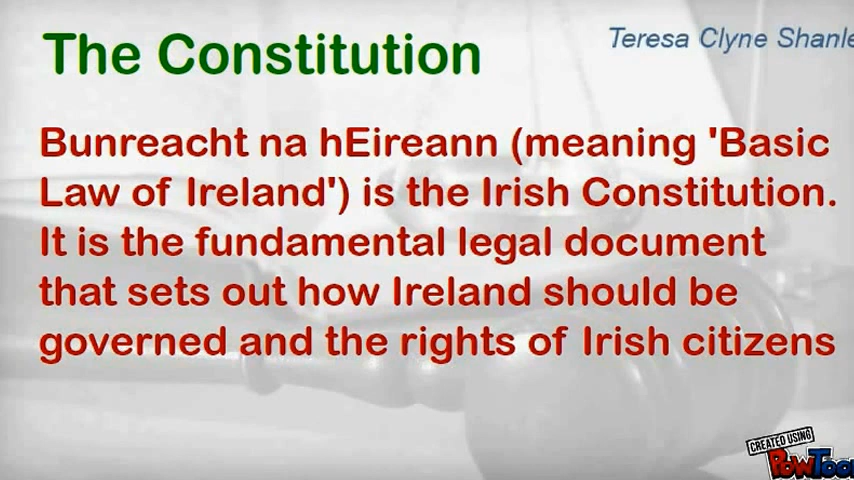 The Constitution
Teresa Clyne Shanle
Bunreacht na hEireann (meaning 'Basic
Law of Ireland') is the Irish Constitution.
It is the fundamental legal document
that sets out how Ireland should be
governed and the rights of Irish citizens
CREATED USING
PowToo